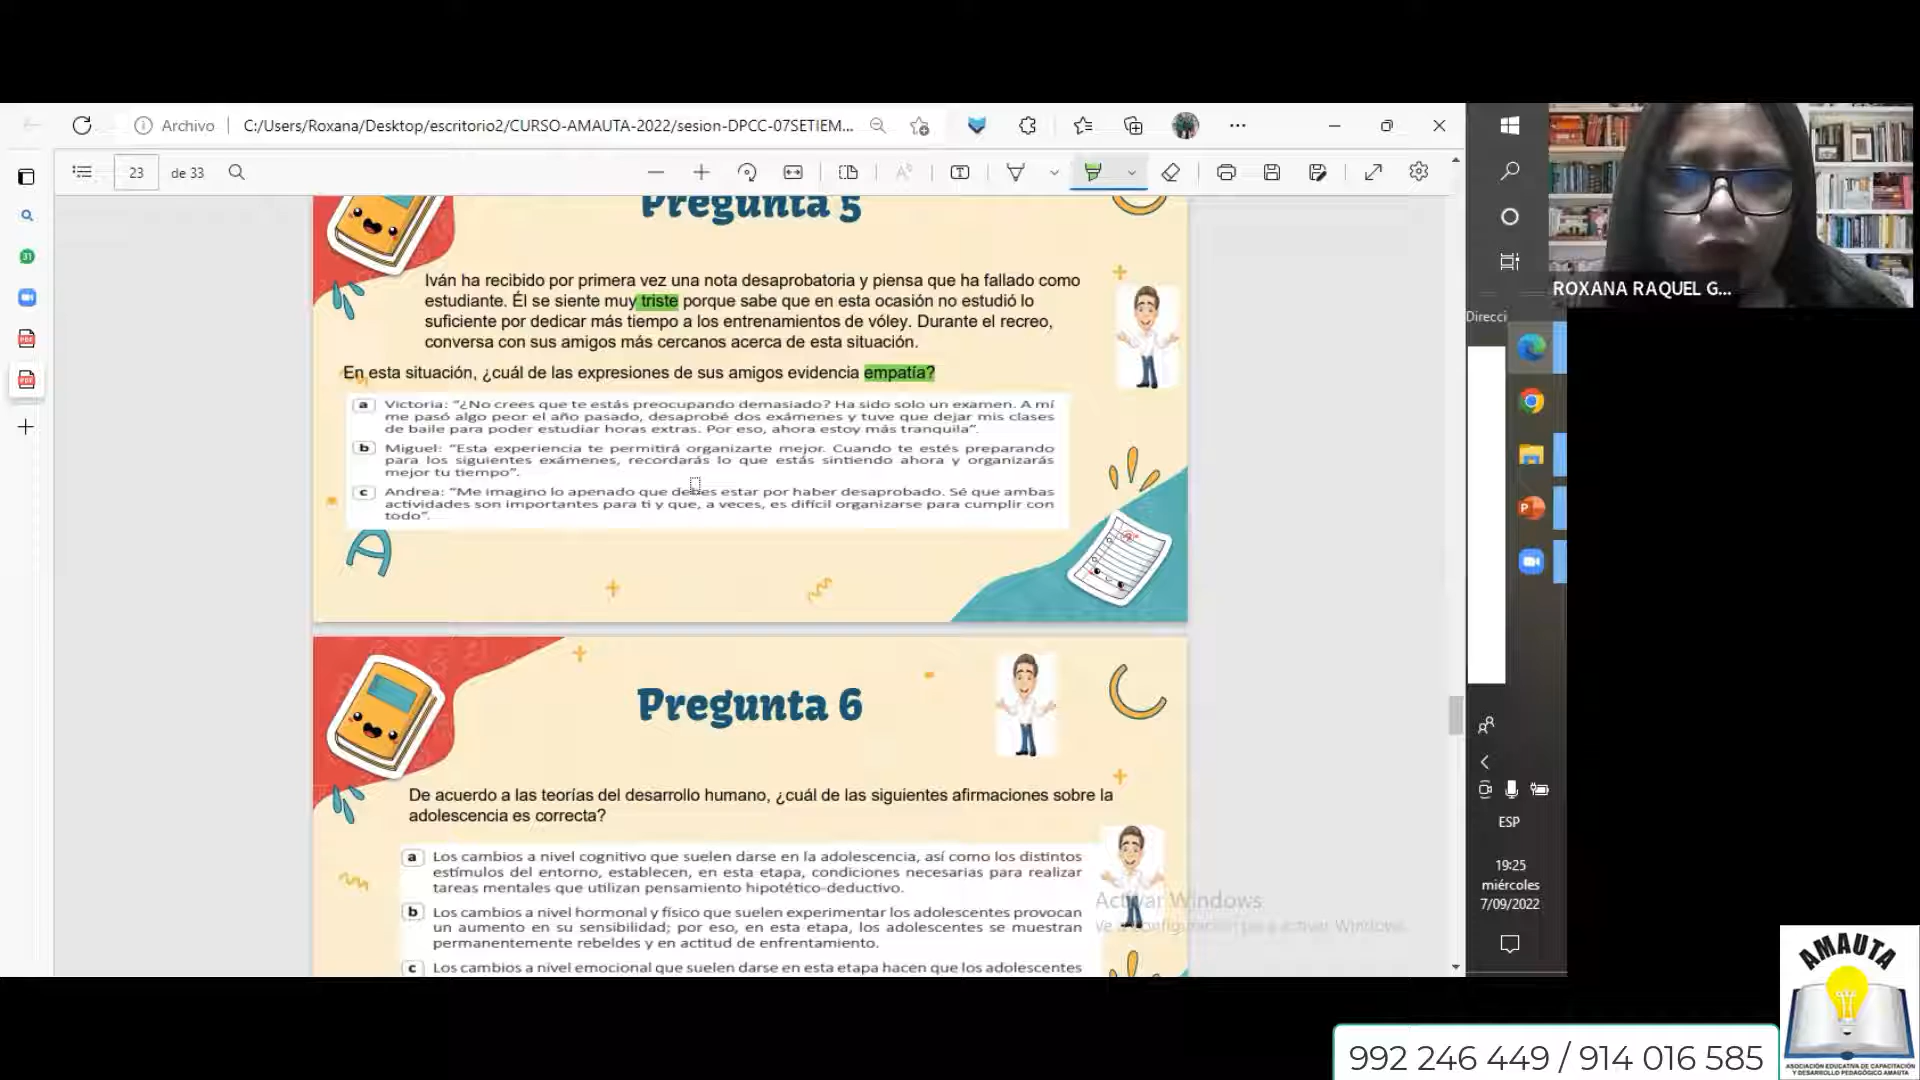 Archivo
C:/Users/Roxana/Desktop/escritorio2/CURSO-AMAUTA-2022/sesion-DPCC-07SETIEM...
23
de 33
Pregunta 5
Iván ha recibido por primera vez una nota desaprobatoria y piensa que ha fallado como
estudiante. Él se siente muy triste porque sabe que en esta ocasión no estudió lo
suficiente por dedicar más tiempo a los entrenamientos de vóley. Durante el recreo,
conversa con sus amigos más cercanos acerca de esta situación.
En esta situación, ¿cuál de las expresiones de sus amigos evidencia empatía?
a Victoria: “¿No crees que te estás preocupando demasiado? Ha sido solo un examen. A mí
me pasó algo peor el año pasado, desaprobé dos exámenes y tuve que dejar mis clases
de baile para poder estudiar horas extras. Por eso, ahora estoy más tranquila”.
b Miguel: “Esta experiencia te permitirá organizarte mejor. Cuando te estés preparando
para los siguientes exámenes, recordarás lo que estás sintiendo ahora y organizarás
mejor tu tiempo”.
c Andrea: “Me imagino lo apenado que debes estar por haber desaprobado. Sé que ambas
actividades son importantes para ti y que, a veces, es difícil organizarse para cumplir con
todo”.
Pregunta 6
De acuerdo a las teorías del desarrollo humano, ¿cuál de las siguientes afirmaciones sobre la
adolescencia es correcta?
a Los cambios a nivel cognitivo que suelen darse en la adolescencia, así como los distintos
estímulos del entorno, establecen, en esta etapa, condiciones necesarias para realizar
tareas mentales que utilizan pensamiento hipotético-deductivo.
b Los cambios a nivel hormonal y físico que suelen experimentar los adolescentes provocan
un aumento en su sensibilidad; por eso, en esta etapa, los adolescentes se muestran
permanentemente rebeldes y en actitud de enfrentamiento.
c Los cambios a nivel emocional que suelen darse en esta etapa hacen que los adolescentes
Activar Windows
Ve a Configuración para activar Windows.
ROXANA RAQUEL G...
Direcci
ESP
19:25
miércoles
7/09/2022
AMAUTA
ASOCIACIÓN EDUCATIVA DE CAPACITACIÓN
Y DESARROLLO PEDAGÓGICO AMAUTA
992 246 449 / 914 016 585